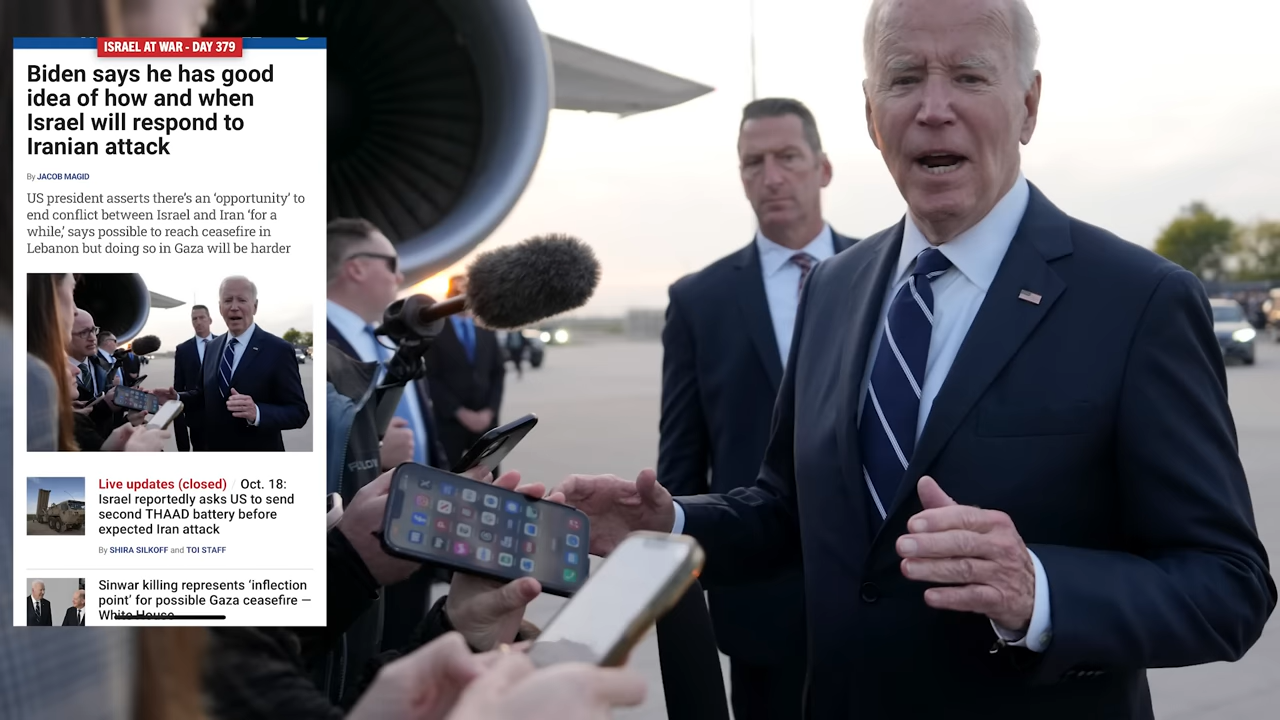 ISRAEL AT WAR - DAY 379
Biden says he has good
idea of how and when
Israel will respond to
Iranian attack
By JACOB MAGID
US president asserts there's an 'opportunity' to
end conflict between Israel and Iran 'for a
while,' says possible to reach ceasefire in
Lebanon but doing so in Gaza will be harder
Live updates (closed) / Oct. 18:
Israel reportedly asks US to send
second THAAD battery before
expected Iran attack
By SHIRA SILKOFF and TOI STAFF
Sinwar killing represents 'inflection
point' for possible Gaza ceasefire —
White House